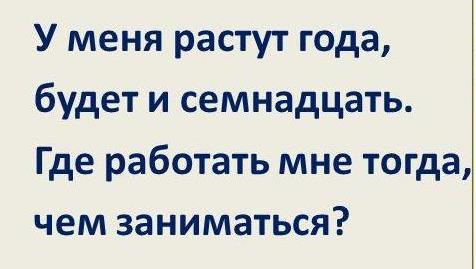 У меня растут года,
будет и семнадцать.
Где работать мне тогда,
чем заниматься?